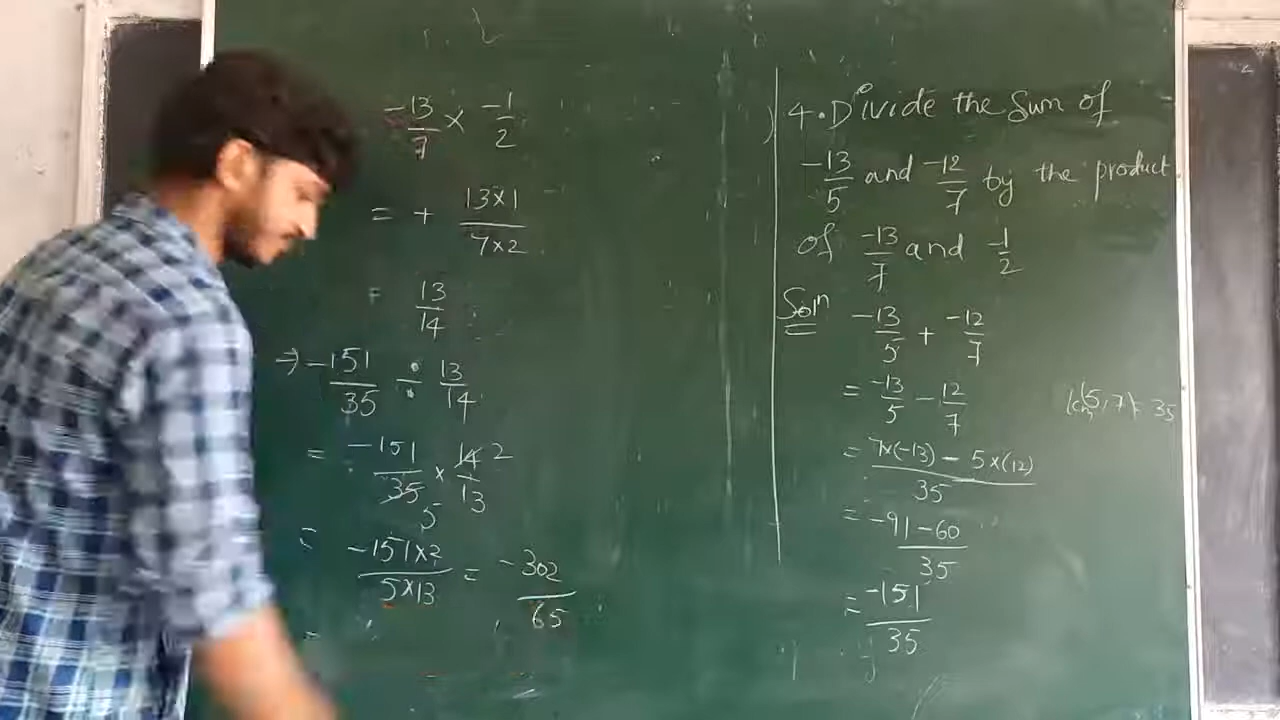 4. Divide the Sum of
-13/5 and -12/7 by the product
of -13/7 and -1/2
Soln -13/5 + -12/7
= -13/5 - 12/7 lcm(5,7) = 35
= 7×(-13) - 5×(12) / 35
= -91-60 / 35
= -151/35
-13/7 × -1/2
= + 13×1 / 7×2
= 13/14
→ -151/35 ÷ 13/14
= -151/35 × 14/13 2
5
= -151×2 / 5×13 = -302/65
=